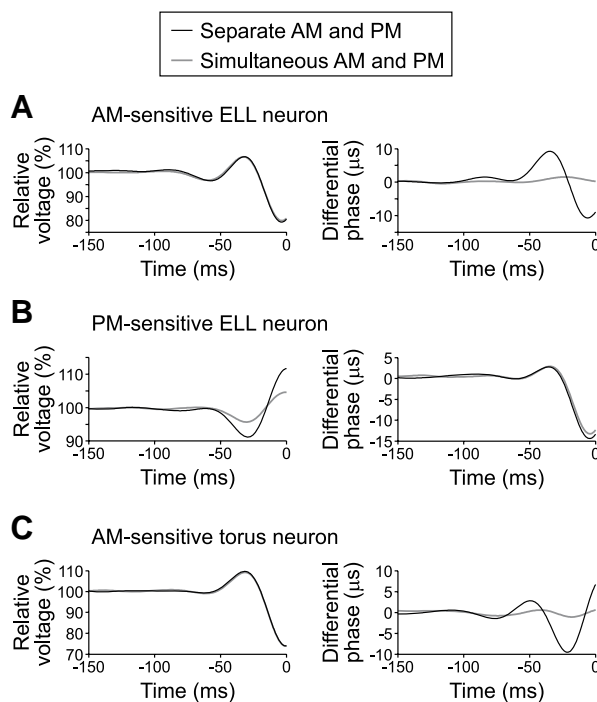 Separate AM and PM
Simultaneous AM and PM
A
AM-sensitive ELL neuron
Relative
voltage (%)
110
100
90
80
-150
-100
-50
0
Time (ms)
Differential
phase (µs)
10
0
-10
-150
-100
-50
0
Time (ms)
B
PM-sensitive ELL neuron
Relative
voltage (%)
110
100
90
-150
-100
-50
0
Time (ms)
Differential
phase (µs)
5
0
-5
-10
-15
-150
-100
-50
0
Time (ms)
C
AM-sensitive torus neuron
Relative
voltage (%)
110
100
90
80
70
-150
-100
-50
0
Time (ms)
Differential
phase (µs)
10
5
0
-5
-10
-150
-100
-50
0
Time (ms)